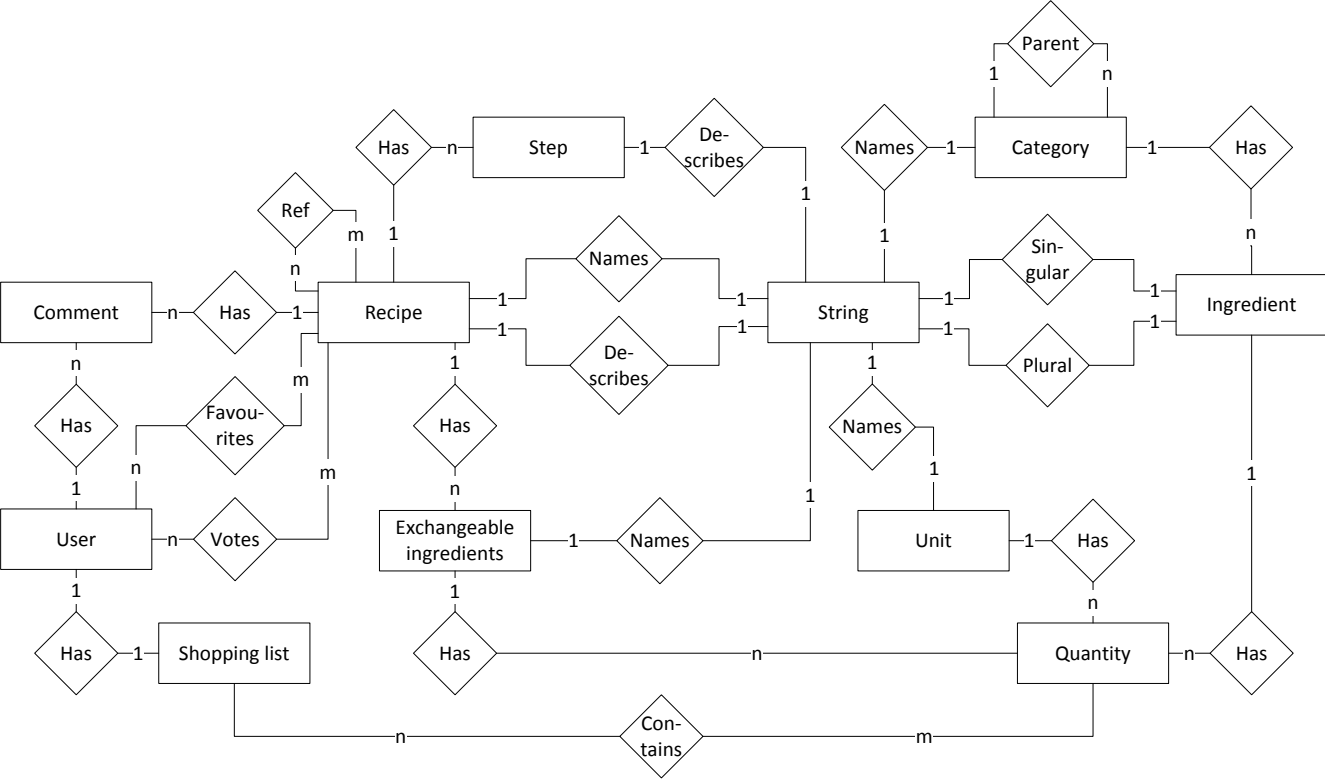 Parent
1
n
Has
n
Step
1
De-
scribes
Names
1
Category
1
Has
Ref
m
n
1
1
1
n
Names
1
1
Sin-
gular
1
1
Comment
n
Has
1
Recipe
String
Ingredient
1
1
De-
scribes
1
Plural
1
n
m
1
1
Has
Favou-
rites
Has
Names
n
m
n
1
1
1
1
User
n
Votes
Exchangeable
ingredients
1
Names
Unit
1
Has
1
1
n
Has
1
Shopping list
Has
n
Quantity
n
Has
n
Con-
tains
m